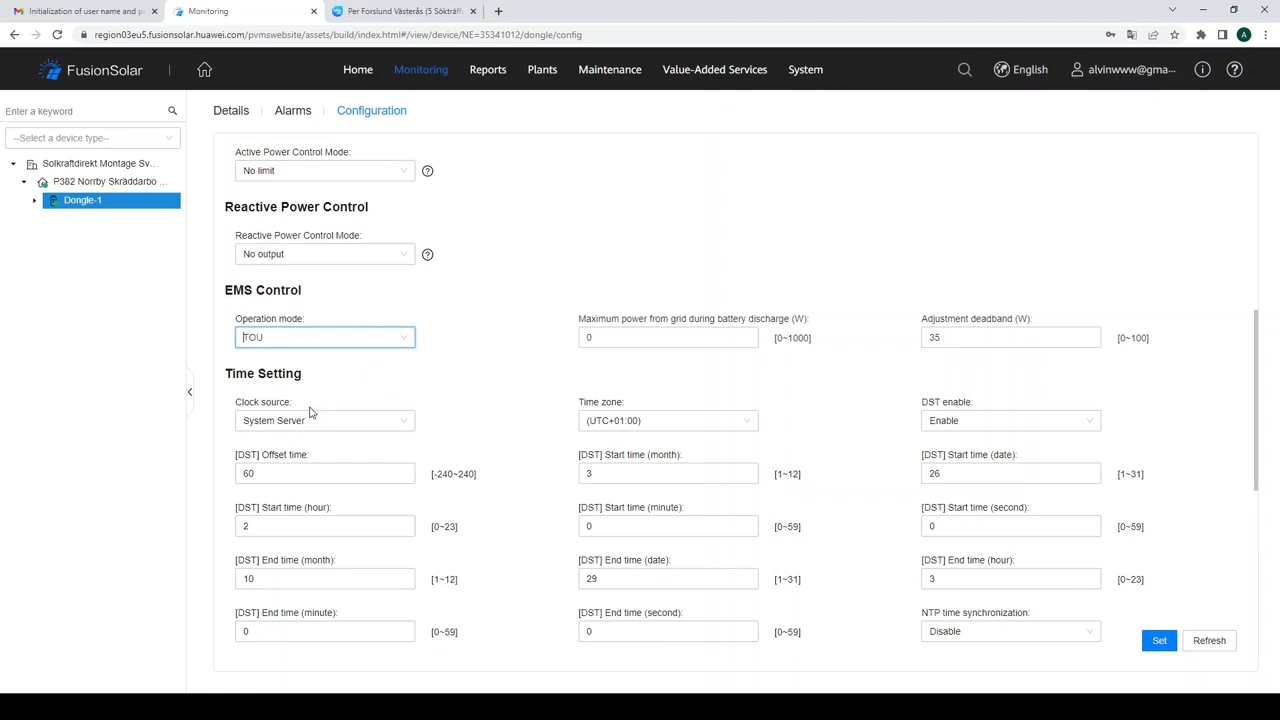 Initialization of user name and p
Monitoring
Per Forslund Västerås (5 Sökträff
region03eu5.fusionsolar.huawei.com/pvmswebsite/assets/build/index.html#/view/device/NE=35341012/dongle/config
A
FusionSolar
Home Monitoring Reports Plants Maintenance Value-Added Services System
English
alvinwww@gma...
Enter a keyword
--Select a device type--
Solkraftdirekt Montage Sv...
P382 Norrby Skräddarbo ...
Dongle-1
Details Alarms Configuration
Active Power Control Mode:
No limit
Reactive Power Control
Reactive Power Control Mode:
No output
EMS Control
Operation mode: Maximum power from grid during battery discharge (W): Adjustment deadband (W):
TOU 0 [0~1000] 35 [0~100]
Time Setting
Clock source: Time zone: DST enable:
System Server (UTC+01:00) Enable
[DST] Offset time: [DST] Start time (month): [DST] Start time (date):
60 [-240~240] 3 [1~12] 26 [1~31]
[DST] Start time (hour): [DST] Start time (minute): [DST] Start time (second):
2 [0~23] 0 [0~59] 0 [0~59]
[DST] End time (month): [DST] End time (date): [DST] End time (hour):
10 [1~12] 29 [1~31] 3 [0~23]
[DST] End time (minute): [DST] End time (second): NTP time synchronization:
0 [0~59] 0 [0~59] Disable
Set Refresh